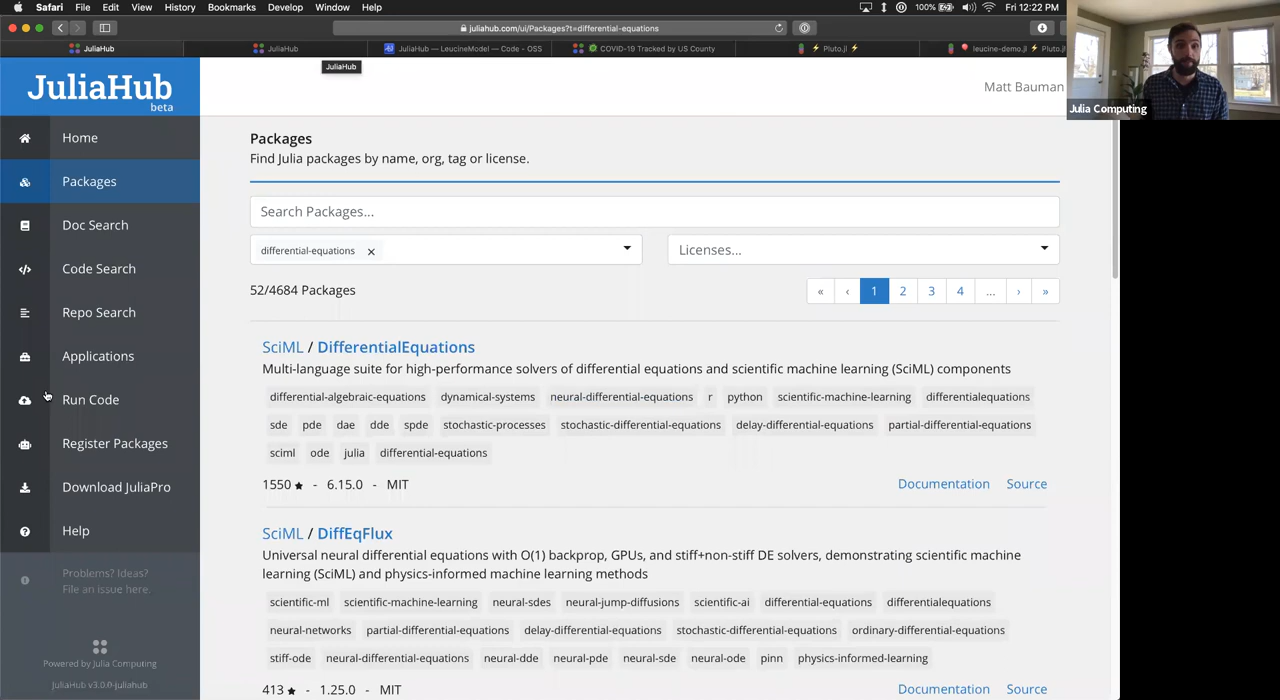 Safari File Edit View History Bookmarks Develop Window Help 100% Fri 12:22 PM
juliahub.com/ui/Packages?t=differential-equations
JuliaHub JuliaHub JuliaHub — LeucineModel — Code - OSS COVID-19 Tracked by US County ⚡ Pluto.jl ⚡ leucine-demo.jl ⚡ Pluto.jl
JuliaHub
JuliaHub
beta
Matt Bauman
Julia Computing
Home
Packages
Doc Search
Code Search
Repo Search
Applications
Run Code
Register Packages
Download JuliaPro
Help
Problems? Ideas?
File an issue here.
Powered by Julia Computing
JuliaHub v3.0.0-juliahub
Packages
Find Julia packages by name, org, tag or license.
Search Packages...
differential-equations × Licenses...
52/4684 Packages « ‹ 1 2 3 4 ... › »
SciML / DifferentialEquations
Multi-language suite for high-performance solvers of differential equations and scientific machine learning (SciML) components
differential-algebraic-equations dynamical-systems neural-differential-equations r python scientific-machine-learning differentialequations
sde pde dae dde spde stochastic-processes stochastic-differential-equations delay-differential-equations partial-differential-equations
sciml ode julia differential-equations
1550 ★ - 6.15.0 - MIT Documentation Source
SciML / DiffEqFlux
Universal neural differential equations with O(1) backprop, GPUs, and stiff+non-stiff DE solvers, demonstrating scientific machine
learning (SciML) and physics-informed machine learning methods
scientific-ml scientific-machine-learning neural-sdes neural-jump-diffusions scientific-ai differential-equations differentialequations
neural-networks partial-differential-equations delay-differential-equations stochastic-differential-equations ordinary-differential-equations
stiff-ode neural-differential-equations neural-dde neural-pde neural-sde neural-ode pinn physics-informed-learning
413 ★ - 1.25.0 - MIT Documentation Source